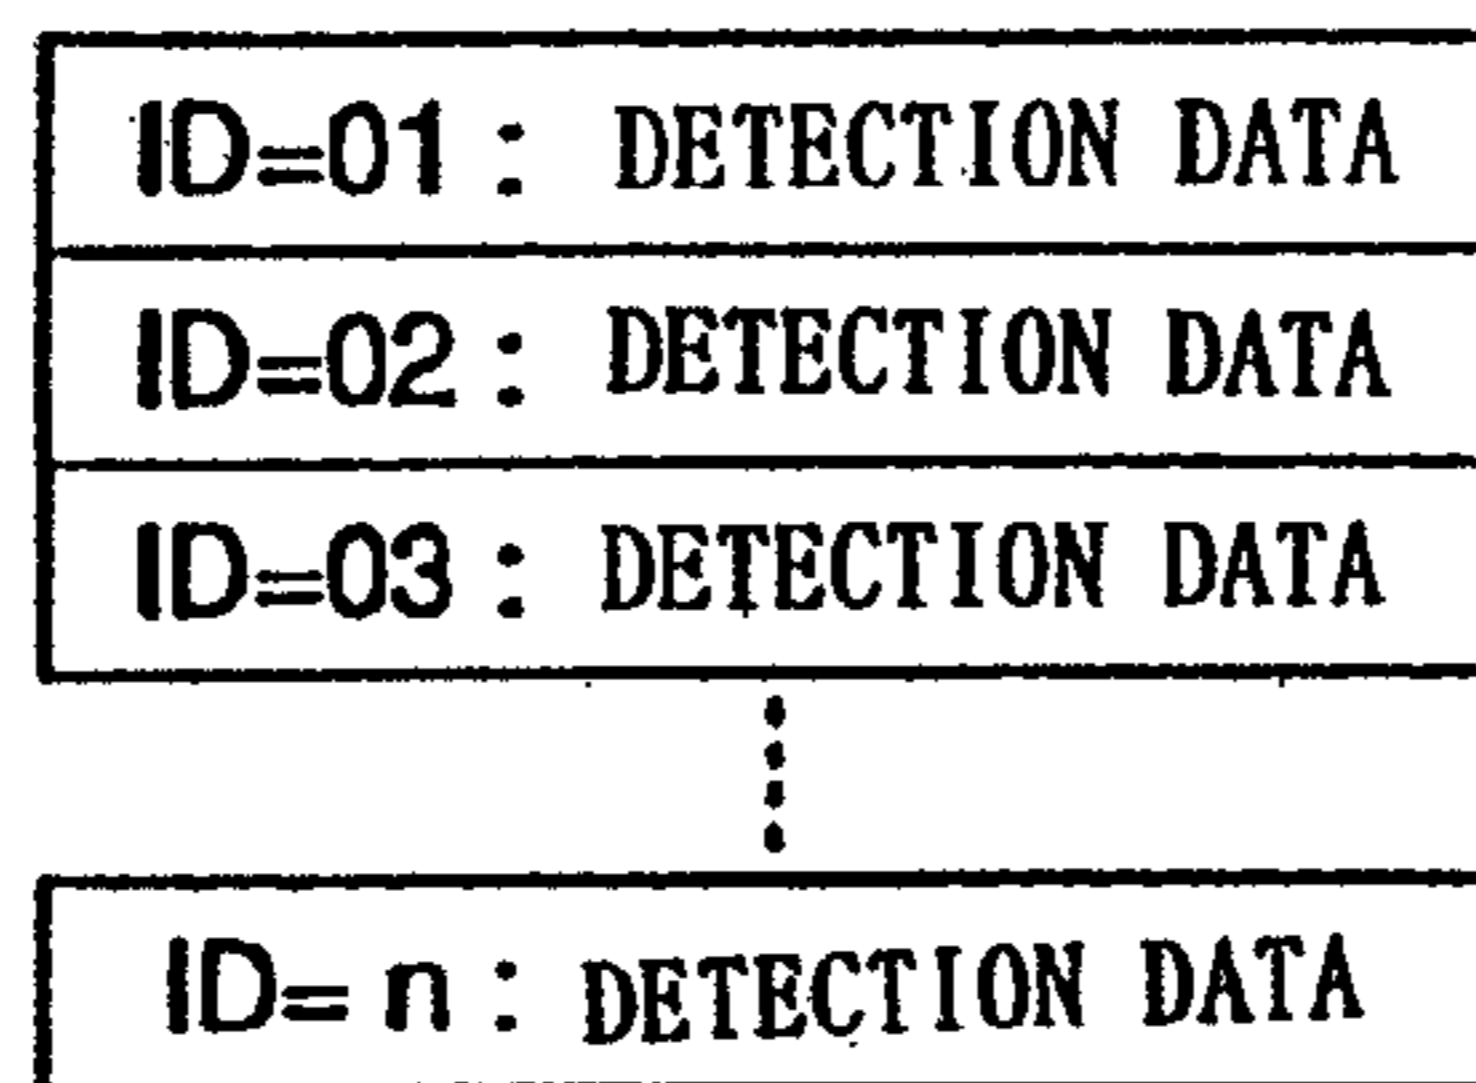 ID=01 : DETECTION DATA
ID=02 : DETECTION DATA
ID=03 : DETECTION DATA
ID= n : DETECTION DATA